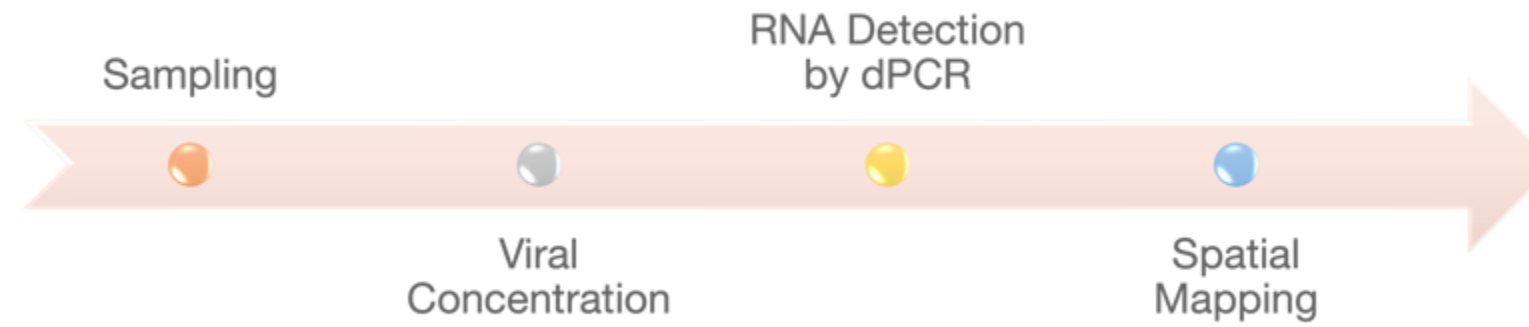 Sampling
Viral
Concentration
RNA Detection
by dPCR
Spatial
Mapping